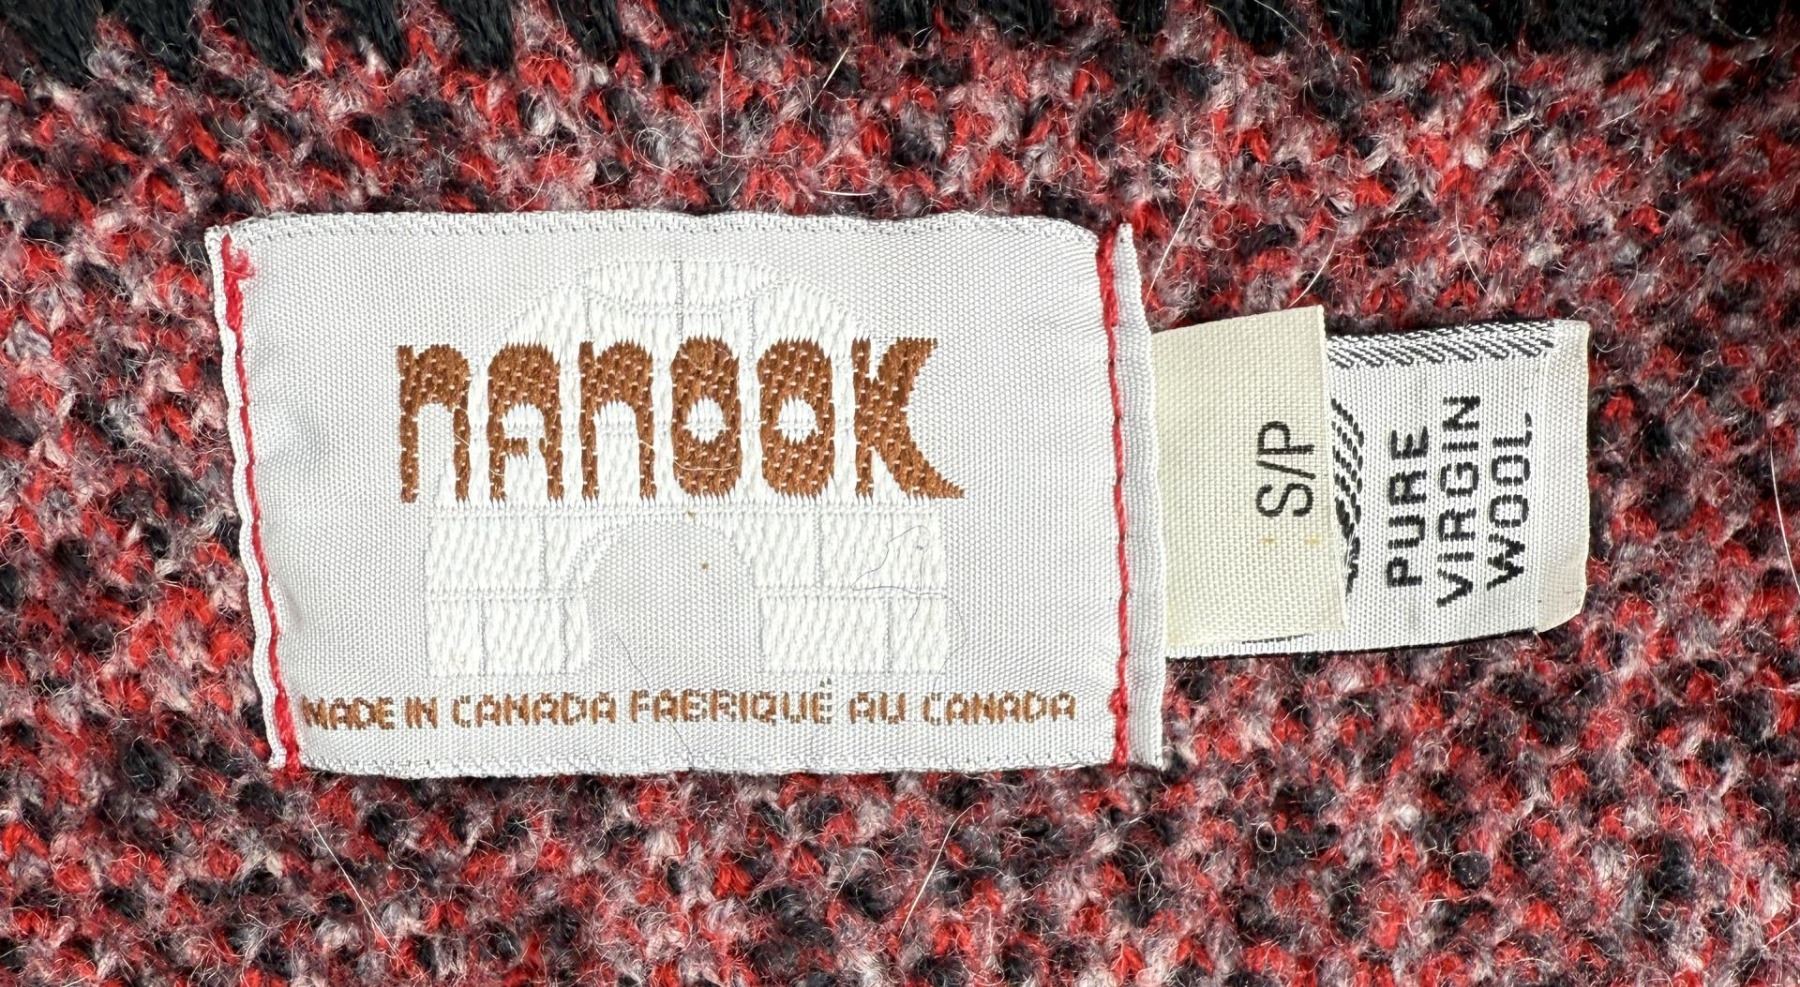 NANOOK
MADE IN CANADA FABRIQUÉ AU CANADA
S/P
PURE
VIRGIN
WOOL